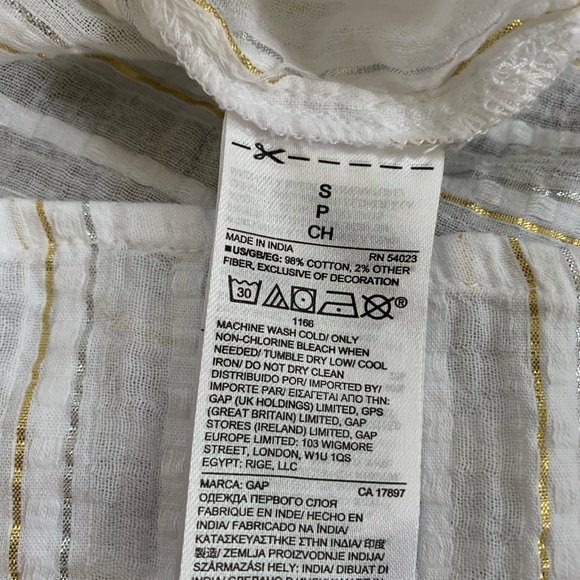 S
P
CH
MADE IN INDIA RN 54023
■US/GB/EG: 98% COTTON, 2% OTHER
FIBER, EXCLUSIVE OF DECORATION
30 ®
1166
MACHINE WASH COLD/ ONLY
NON-CHLORINE BLEACH WHEN
NEEDED/ TUMBLE DRY LOW/ COOL
IRON/ DO NOT DRY CLEAN
DISTRIBUIDO POR/ IMPORTED BY/
IMPORTE PAR/ ΕΙΣΑΓΕΤΑΙ ΑΠΟ ΤΗΝ:
GAP (UK HOLDINGS) LIMITED, GPS
(GREAT BRITAIN) LIMITED, GAP
STORES (IRELAND) LIMITED, GAP
EUROPE LIMITED: 103 WIGMORE
STREET, LONDON, W1U 1QS
EGYPT: RIGE, LLC
MARCA: GAP CA 17897
ОДЕЖДА ПЕРВОГО СЛОЯ
FABRIQUE EN INDE/ HECHO EN
INDIA/ FABRICADO NA ÍNDIA/
ΚΑΤΑΣΚΕΥΑΣΤΗΚΕ ΣΤΗΝ ΙΝΔΙΑ/ 印度
製造/ ZEMLJA PROIZVODNJE INDIJA/
SZÁRMAZÁSI HELY: INDIA/ DIBUAT DI
INDIA/ СДЕЛАНО В